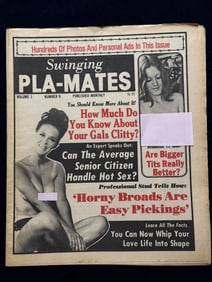 Hundreds Of Photos And Personal Ads In This Issue
Swinging
PLA-MATES
VOLUME 1 NUMBER 8 PUBLISHED MONTHLY
You Should Know More About It!
How Much Do
You Know About
Your Gals Clitty?
An Expert Speaks Out:
Can The Average
Senior Citizen
Handle Hot Sex?
Are Bigger
Tits Really
Better?
Professional Stud Tells How:
'Horny Broads Are
Easy Pickings'
Learn All The Facts
You Can Now Whip Your
Love Life Into Shape